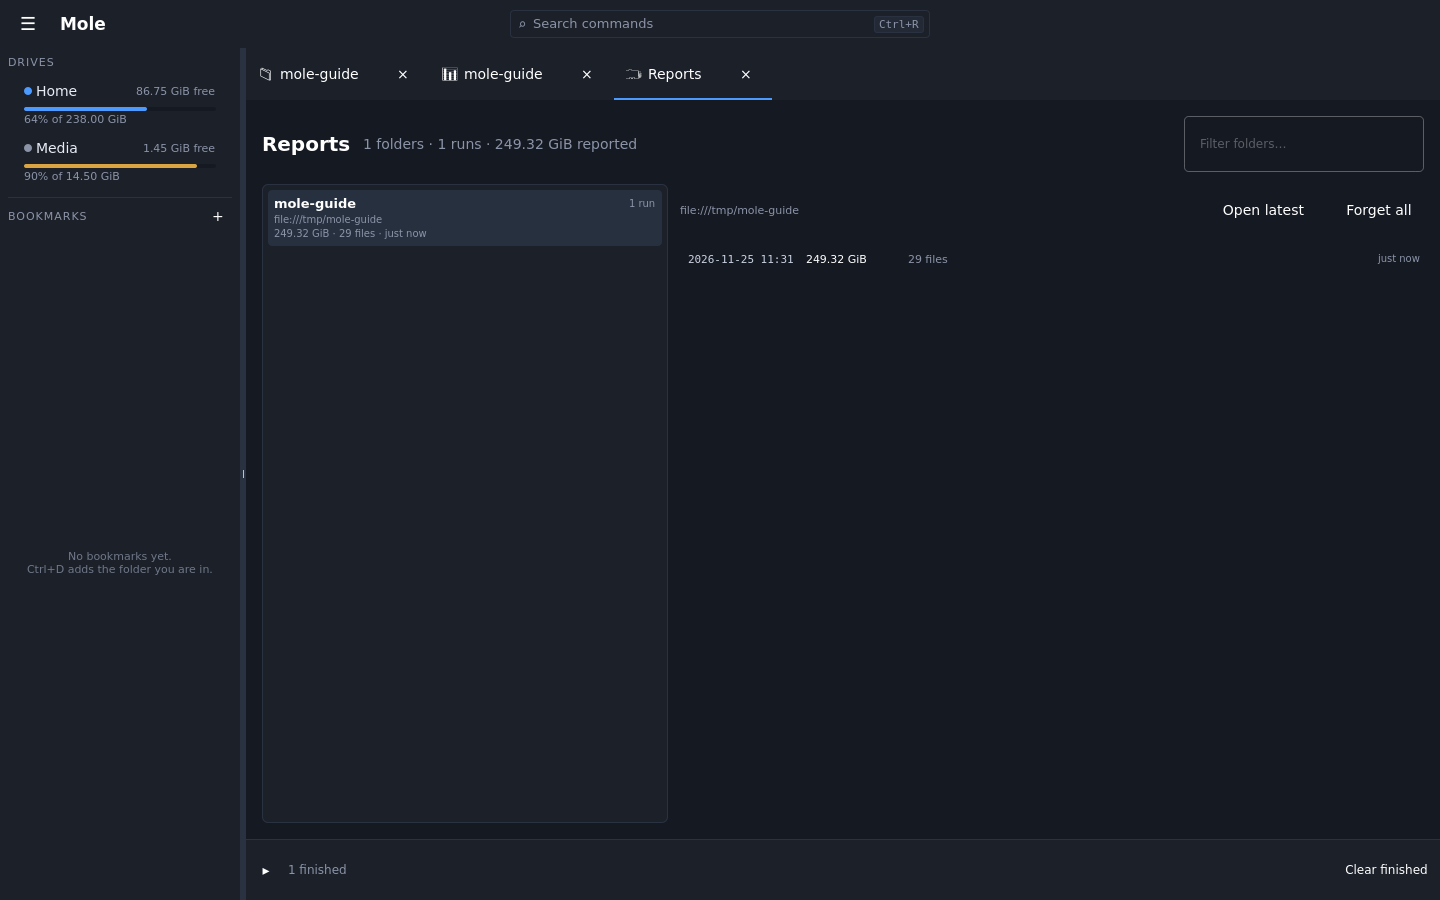 ☰ Mole
Search commands Ctrl+R
DRIVES
Home 86.75 GiB free
64% of 238.00 GiB
Media 1.45 GiB free
90% of 14.50 GiB
BOOKMARKS +
No bookmarks yet.
Ctrl+D adds the folder you are in.
mole-guide × mole-guide × Reports ×
Reports 1 folders · 1 runs · 249.32 GiB reported
Filter folders…
mole-guide 1 run
file:///tmp/mole-guide
249.32 GiB · 29 files · just now
file:///tmp/mole-guide Open latest Forget all
2026-11-25 11:31 249.32 GiB 29 files just now
▸ 1 finished Clear finished